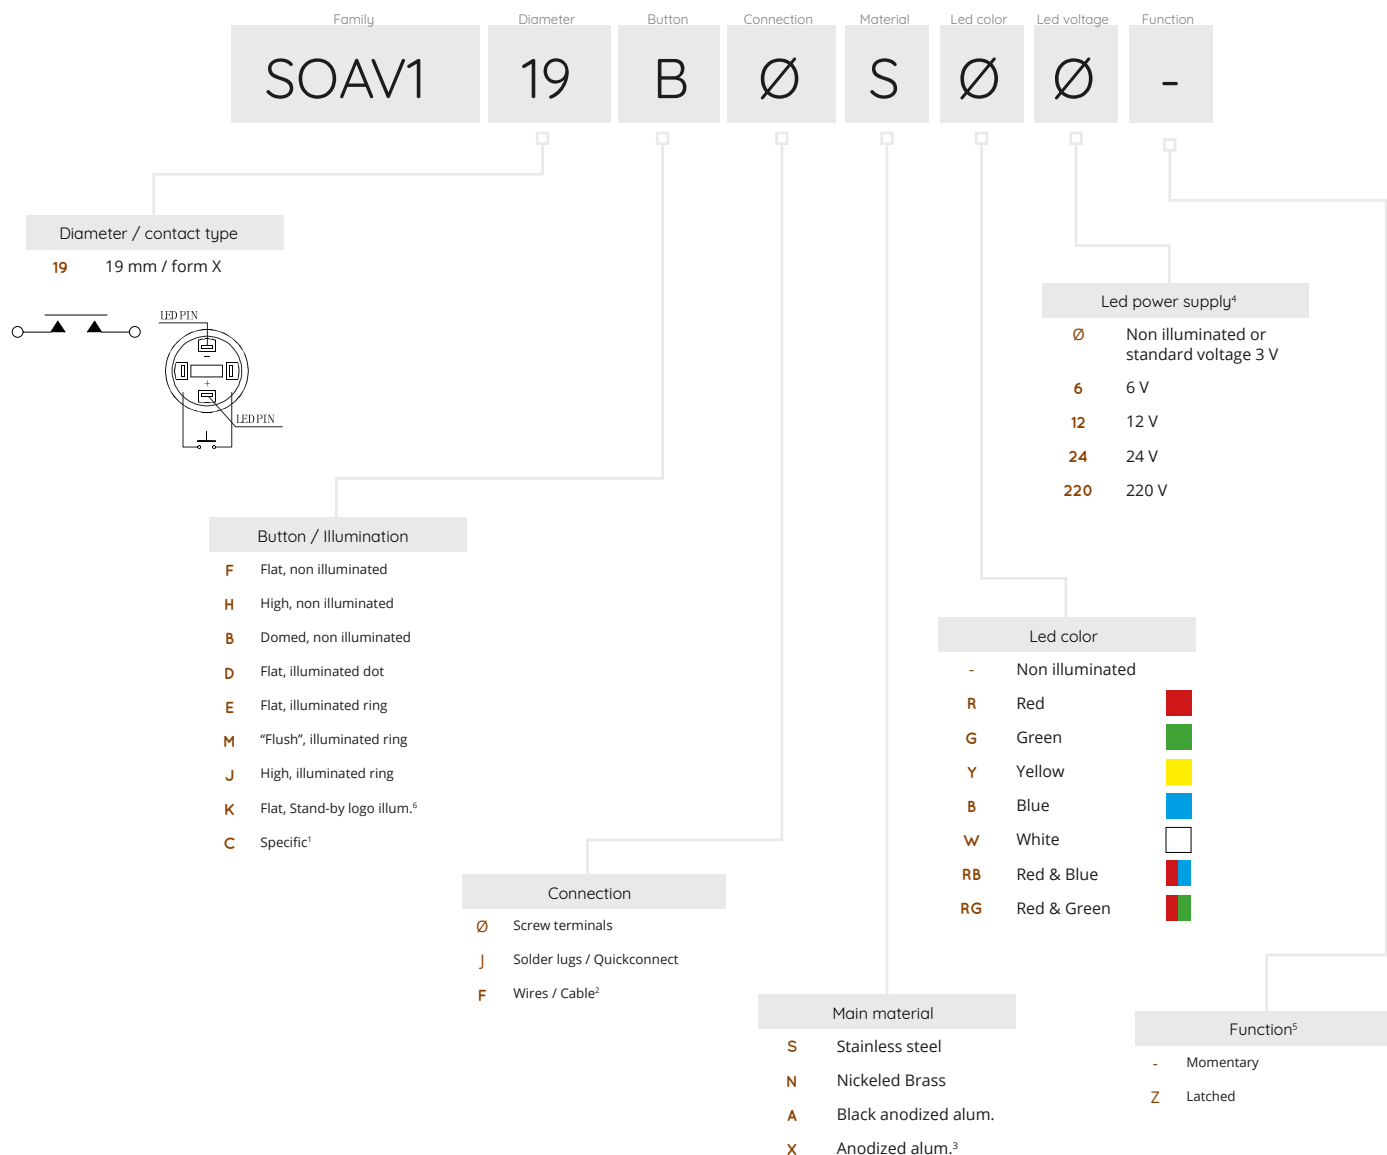 Family Diameter Button Connection Material Led color Led voltage Function
SOAV1 19 B Ø S Ø Ø -
Diameter / contact type
19 19 mm / form X
LED PIN
-
+
LED PIN
Led power supply⁴
Ø Non illuminated or
standard voltage 3 V
6 6 V
12 12 V
24 24 V
220 220 V
Button / Illumination
F Flat, non illuminated
H High, non illuminated
B Domed, non illuminated
D Flat, illuminated dot
E Flat, illuminated ring
M “Flush”, illuminated ring
J High, illuminated ring
K Flat, Stand-by logo illum.⁶
C Specific¹
Led color
- Non illuminated
R Red
G Green
Y Yellow
B Blue
W White
RB Red & Blue
RG Red & Green
Connection
Ø Screw terminals
J Solder lugs / Quickconnect
F Wires / Cable²
Main material
S Stainless steel
N Nickeled Brass
A Black anodized alum.
X Anodized alum.³
Function⁵
- Momentary
Z Latched